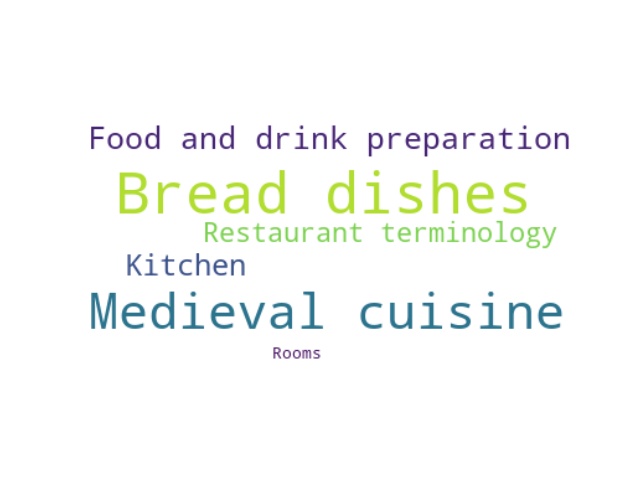 Food and drink preparation
Bread dishes
Restaurant terminology
Kitchen
Medieval cuisine
Rooms